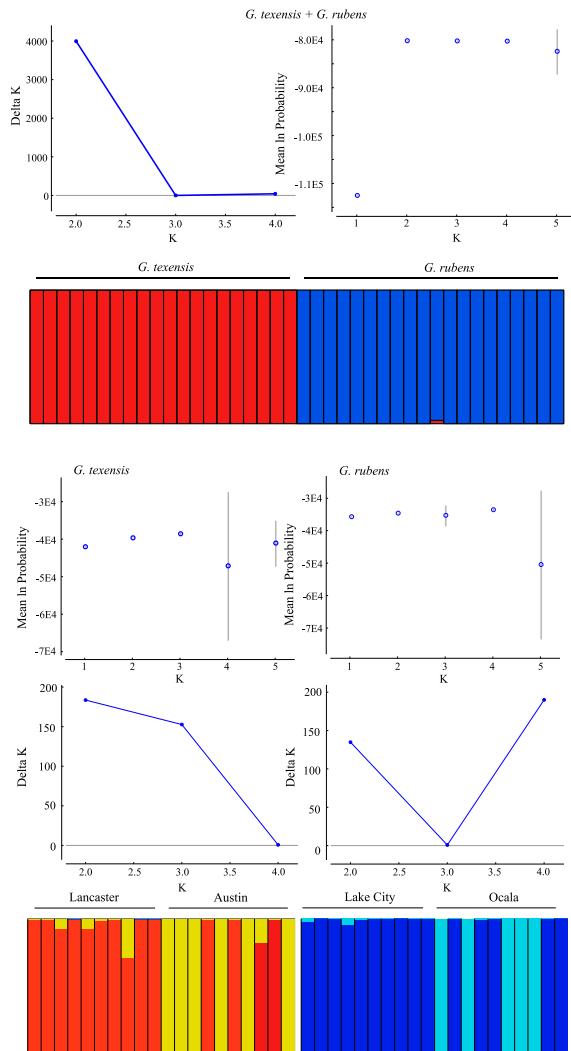 G. texensis + G. rubens
Delta K
4000
3000
2000
1000
0
2.0 2.5 3.0 3.5 4.0
K
Mean ln Probability
-8.0E4
-9.0E4
-1.0E5
-1.1E5
1 2 3 4 5
K
G. texensis G. rubens
G. texensis
Mean ln Probability
-3E4
-4E4
-5E4
-6E4
-7E4
1 2 3 4 5
K
G. rubens
Mean ln Probability
-3E4
-4E4
-5E4
-6E4
-7E4
1 2 3 4 5
K
Delta K
200
150
100
50
0
2.0 2.5 3.0 3.5 4.0
K
Delta K
200
150
100
50
0
2.0 2.5 3.0 3.5 4.0
K
Lancaster Austin Lake City Ocala